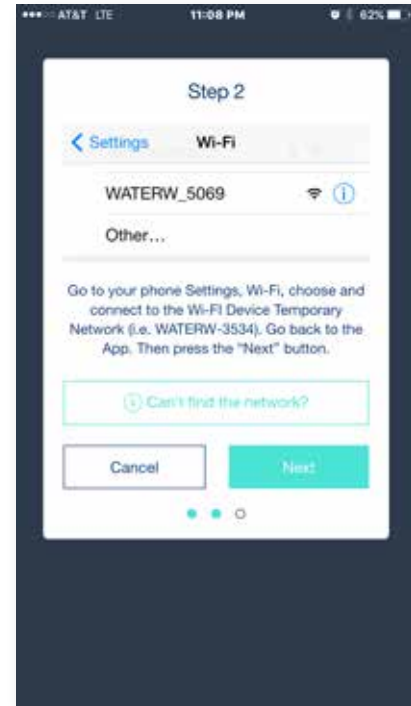 AT&T LTE 11:08 PM 62%
Step 2
Settings Wi-Fi
WATERW_5069
Other...
Go to your phone Settings, Wi-Fi, choose and
connect to the Wi-FI Device Temporary
Network (i.e. WATERW-3534). Go back to the
App. Then press the "Next" button.
Can't find the network?
Cancel Next